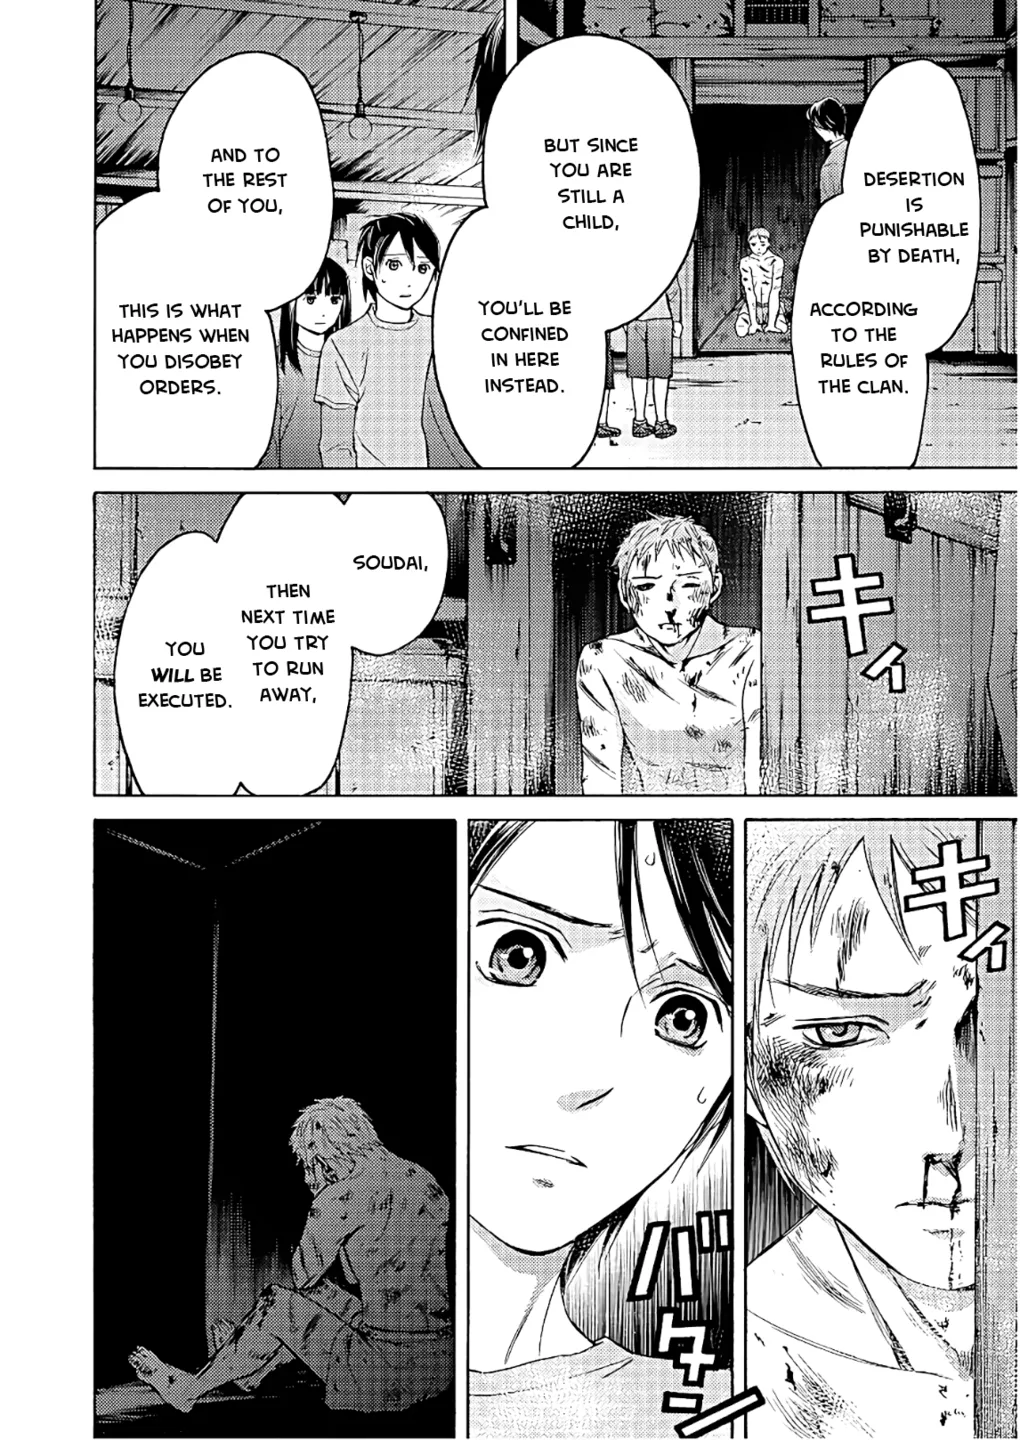 DESERTION
IS
PUNISHABLE
BY DEATH,
ACCORDING
TO THE
RULES OF
THE CLAN.
BUT SINCE
YOU ARE
STILL A
CHILD,
YOU'LL BE
CONFINED
IN HERE
INSTEAD.
AND TO
THE REST
OF YOU,
THIS IS WHAT
HAPPENS WHEN
YOU DISOBEY
ORDERS.
キィ
SOUDAI,
THEN
NEXT TIME
YOU TRY
TO RUN
AWAY,
YOU
WILL BE
EXECUTED.
キィ
バタン